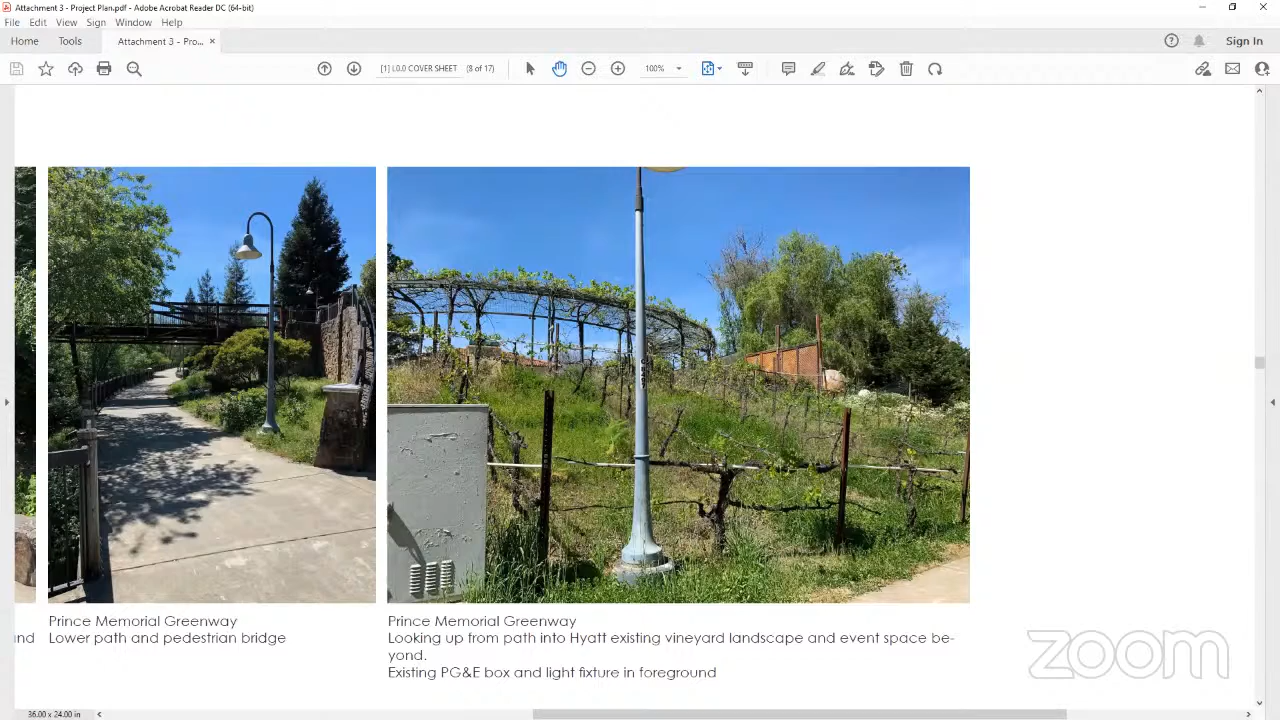 Attachment 3 - Project Plan.pdf - Adobe Acrobat Reader DC (64-bit)
File Edit View Sign Window Help
Home Tools Attachment 3 - Pro... × Sign In
[1] L0.0 COVER SHEET (8 of 17) 100%
Prince Memorial Greenway
Lower path and pedestrian bridge
Prince Memorial Greenway
Looking up from path into Hyatt existing vineyard landscape and event space be-
yond.
Existing PG&E box and light fixture in foreground
nd
zoom
36.00 x 24.00 in